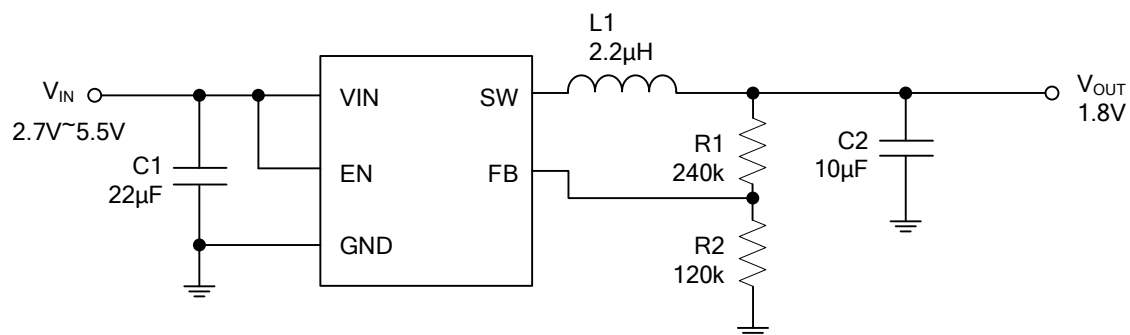 L1
2.2µH
VIN
2.7V~5.5V
C1
22µF
VIN
EN
GND
SW
FB
R1
240k
R2
120k
C2
10µF
VOUT
1.8V